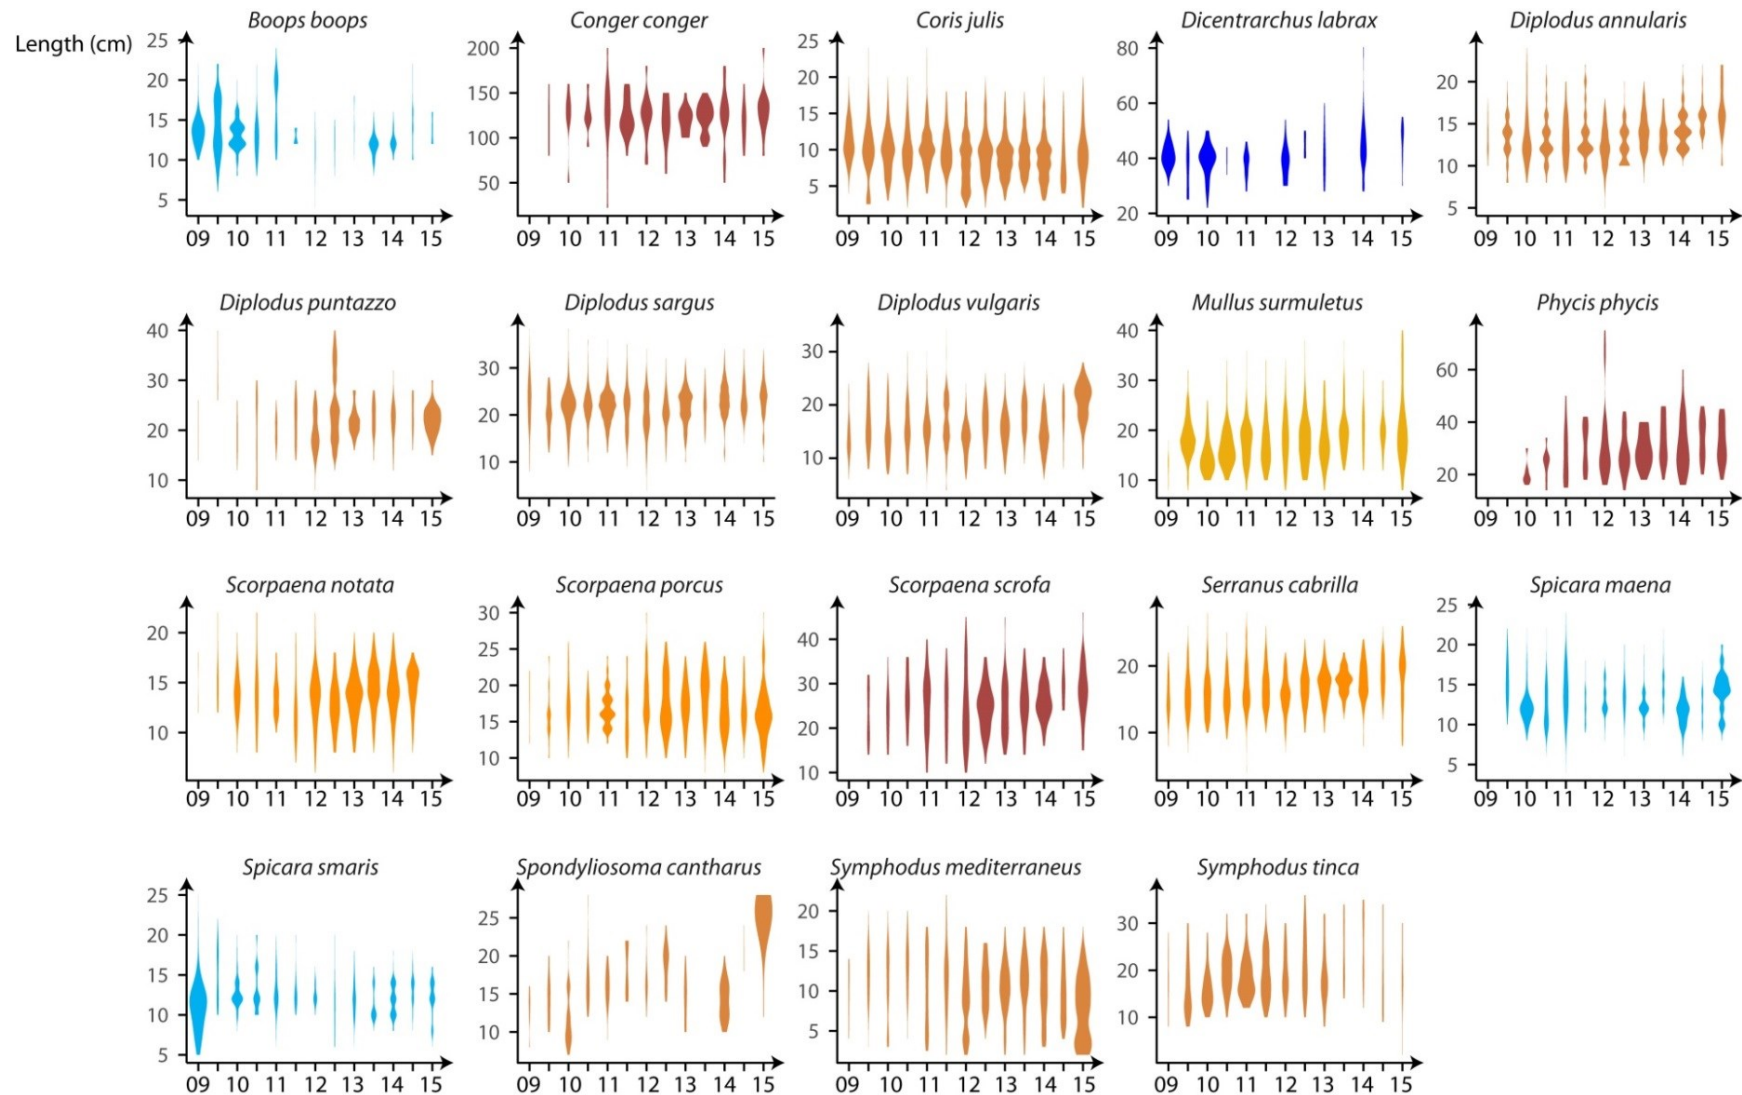 Length (cm)
Boops boops
25
20
15
10
5
09 10 11 12 13 14 15
Conger conger
200
150
100
50
09 10 11 12 13 14 15
Coris julis
25
20
15
10
5
09 10 11 12 13 14 15
Dicentrarchus labrax
80
60
40
20
09 10 11 12 13 14 15
Diplodus annularis
20
15
10
5
09 10 11 12 13 14 15
Diplodus puntazzo
40
30
20
10
09 10 11 12 13 14 15
Diplodus sargus
30
20
10
09 10 11 12 13 14 15
Diplodus vulgaris
30
20
10
09 10 11 12 13 14 15
Mullus surmuletus
40
30
20
10
09 10 11 12 13 14 15
Phycis phycis
60
40
20
09 10 11 12 13 14 15
Scorpaena notata
20
15
10
09 10 11 12 13 14 15
Scorpaena porcus
30
25
20
15
10
09 10 11 12 13 14 15
Scorpaena scrofa
40
30
20
10
09 10 11 12 13 14 15
Serranus cabrilla
20
10
09 10 11 12 13 14 15
Spicara maena
25
20
15
10
5
09 10 11 12 13 14 15
Spicara smaris
25
20
15
10
5
09 10 11 12 13 14 15
Spondyliosoma cantharus
25
20
15
10
09 10 11 12 13 14 15
Symphodus mediterraneus
20
15
10
5
09 10 11 12 13 14 15
Symphodus tinca
30
20
10
09 10 11 12 13 14 15